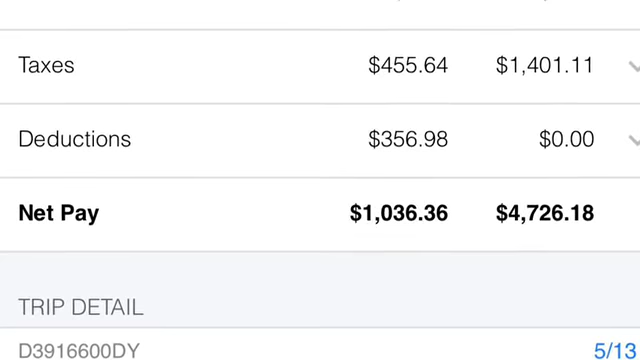 Taxes $455.64 $1,401.11
Deductions $356.98 $0.00
Net Pay $1,036.36 $4,726.18
TRIP DETAIL
D3916600DY 5/13